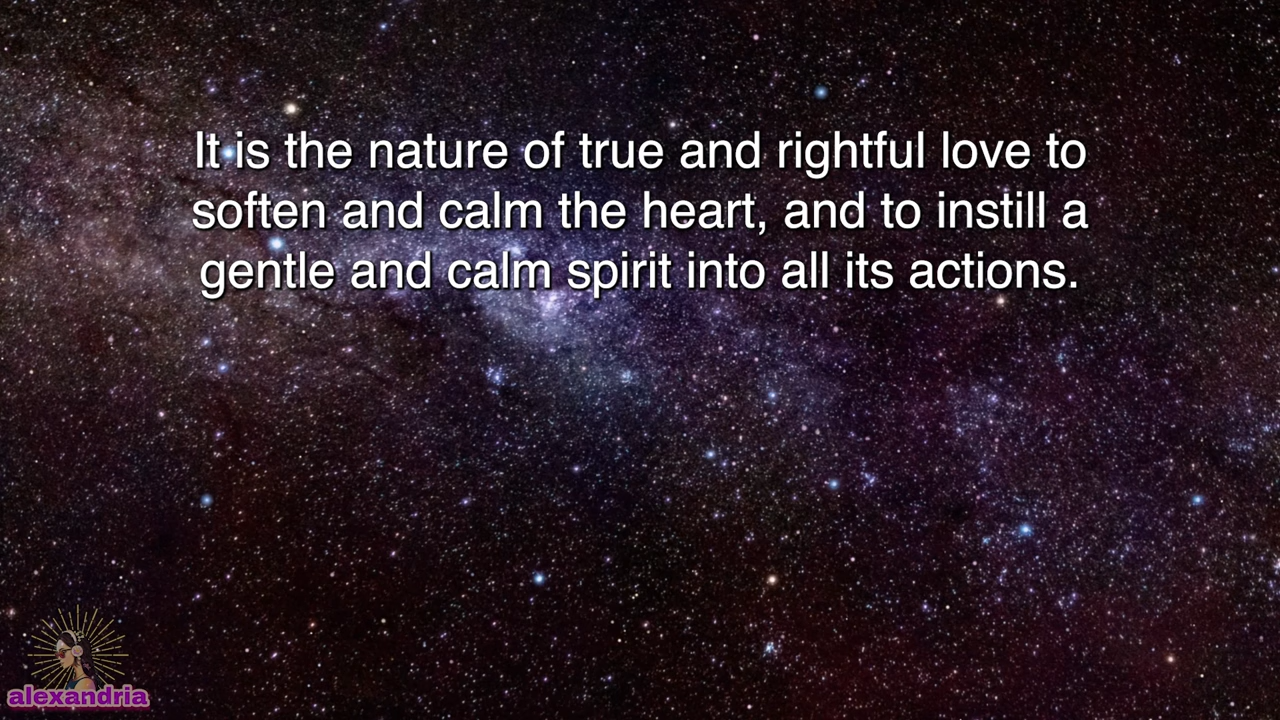 It is the nature of true and rightful love to
soften and calm the heart, and to instill a
gentle and calm spirit into all its actions.
alexandria